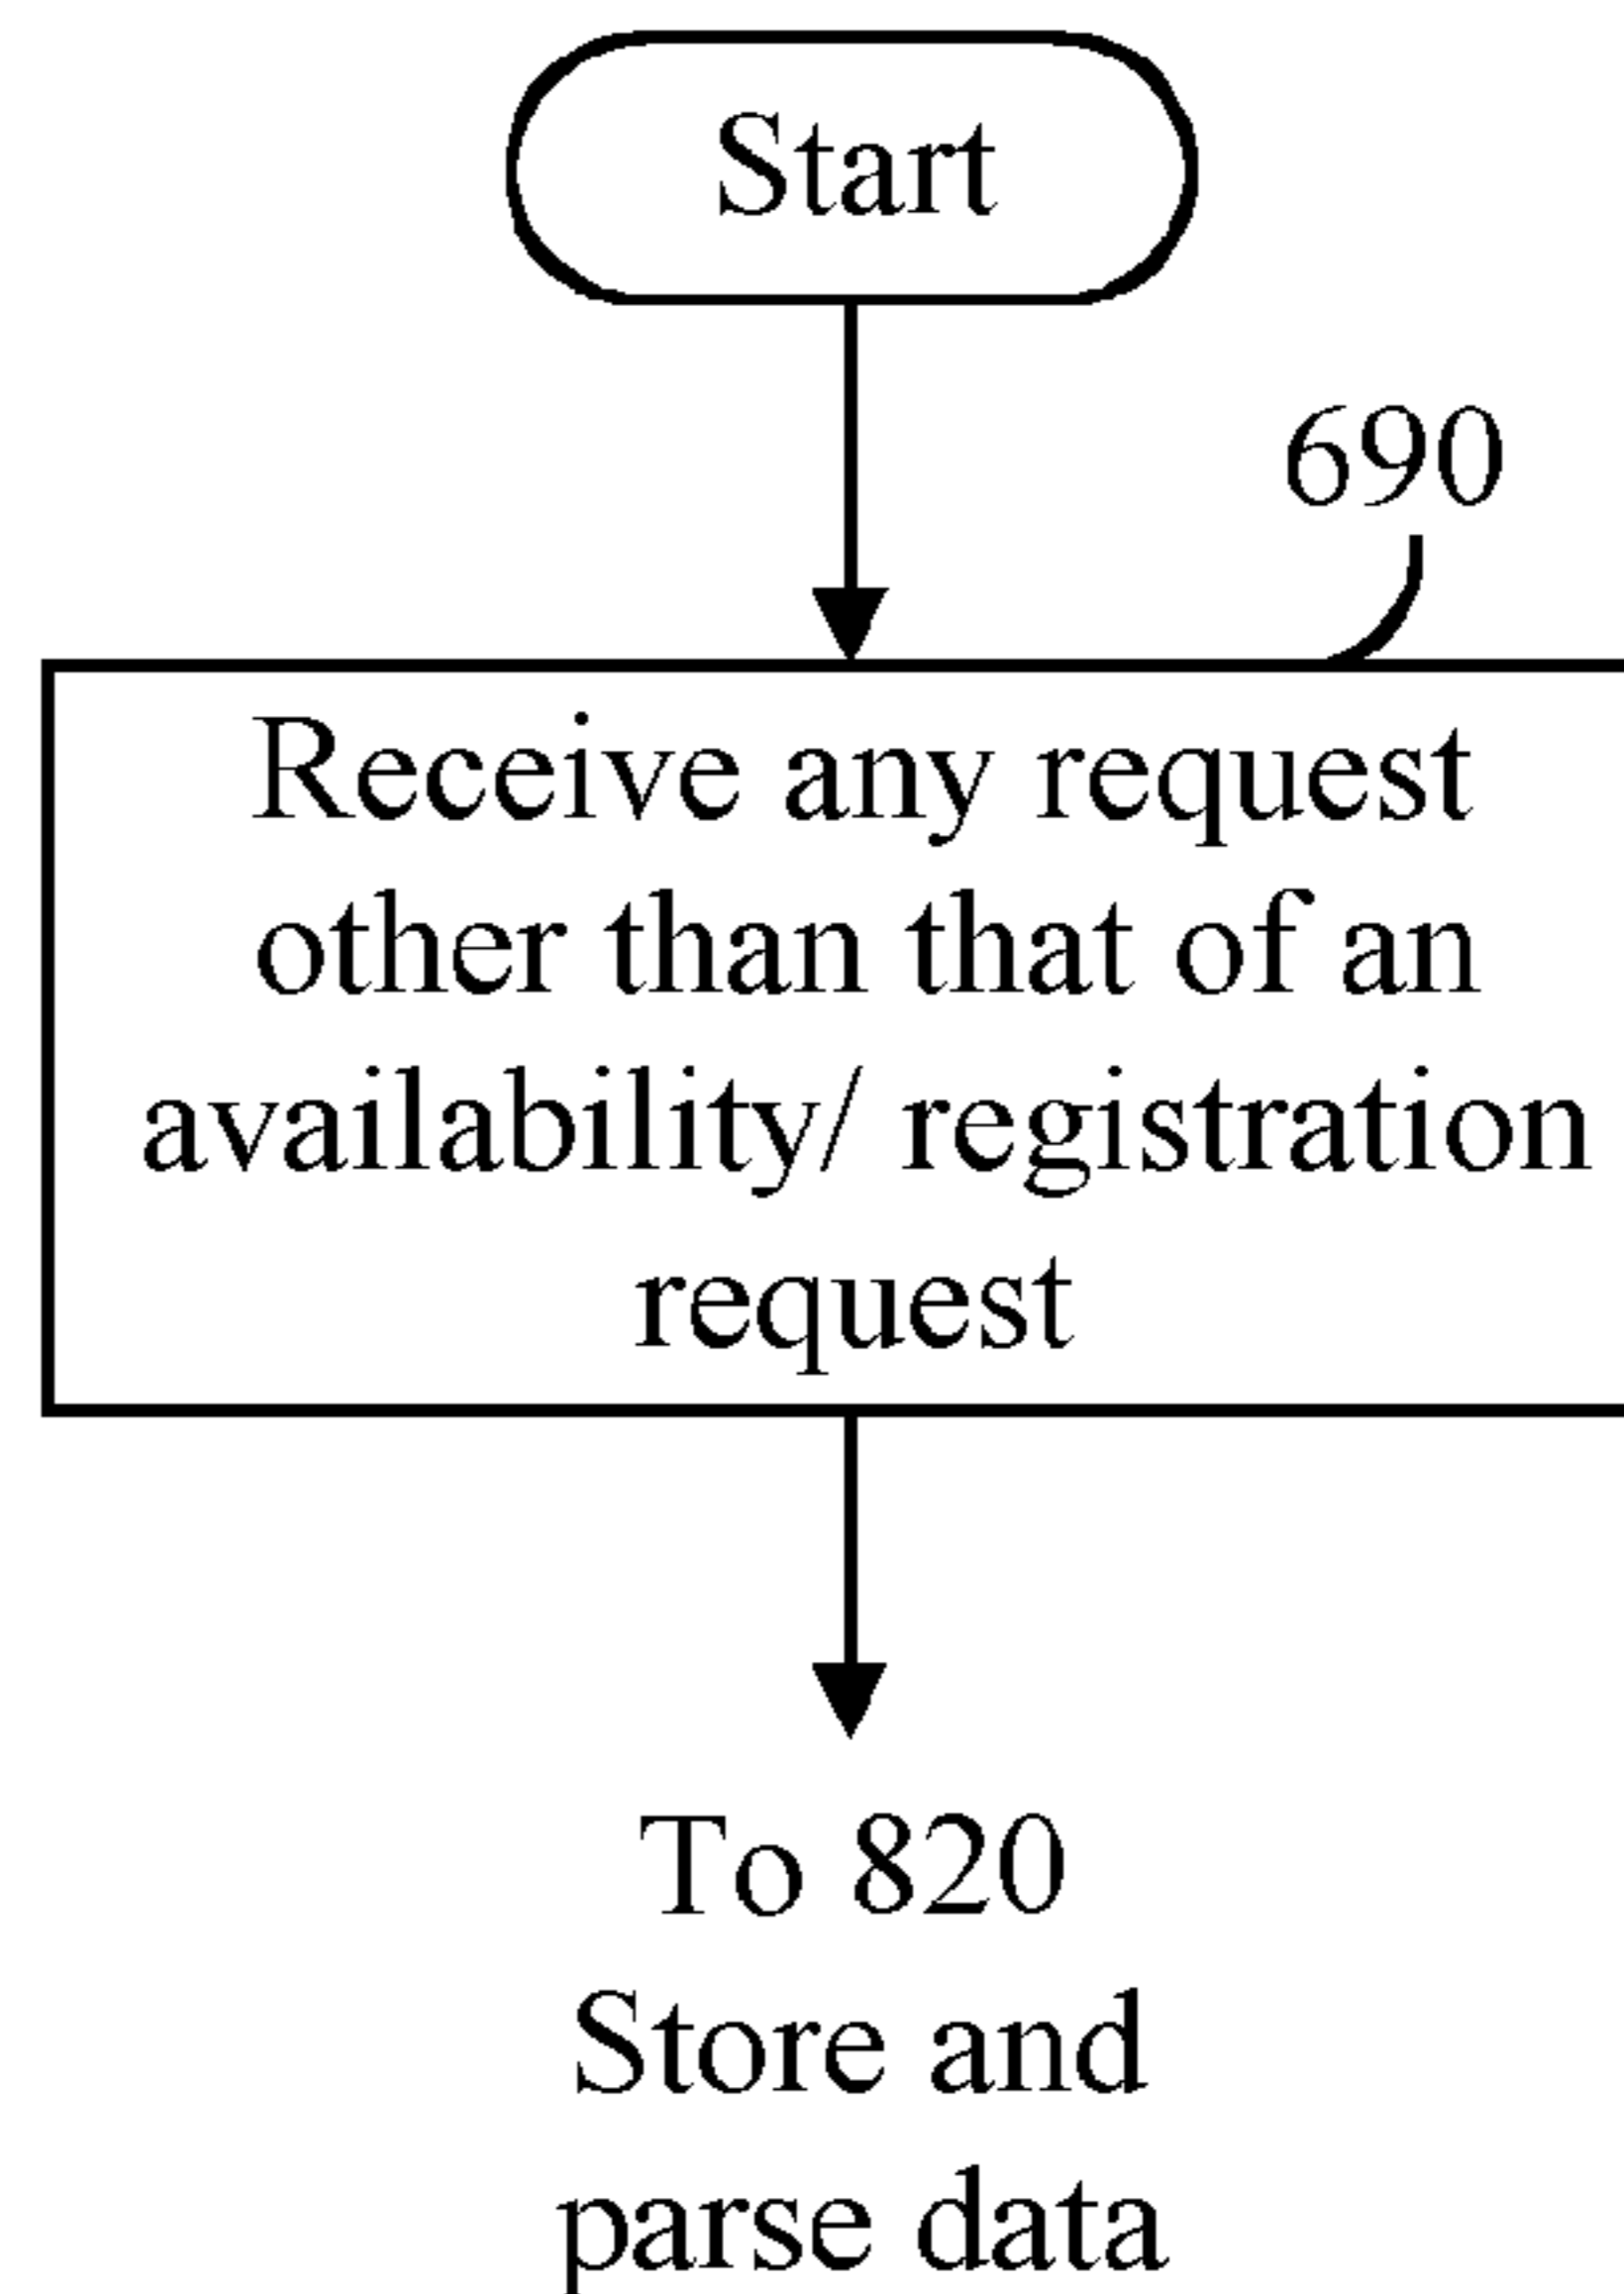 Start
690
Receive any request
other than that of an
availability/ registration
request
To 820
Store and
parse data